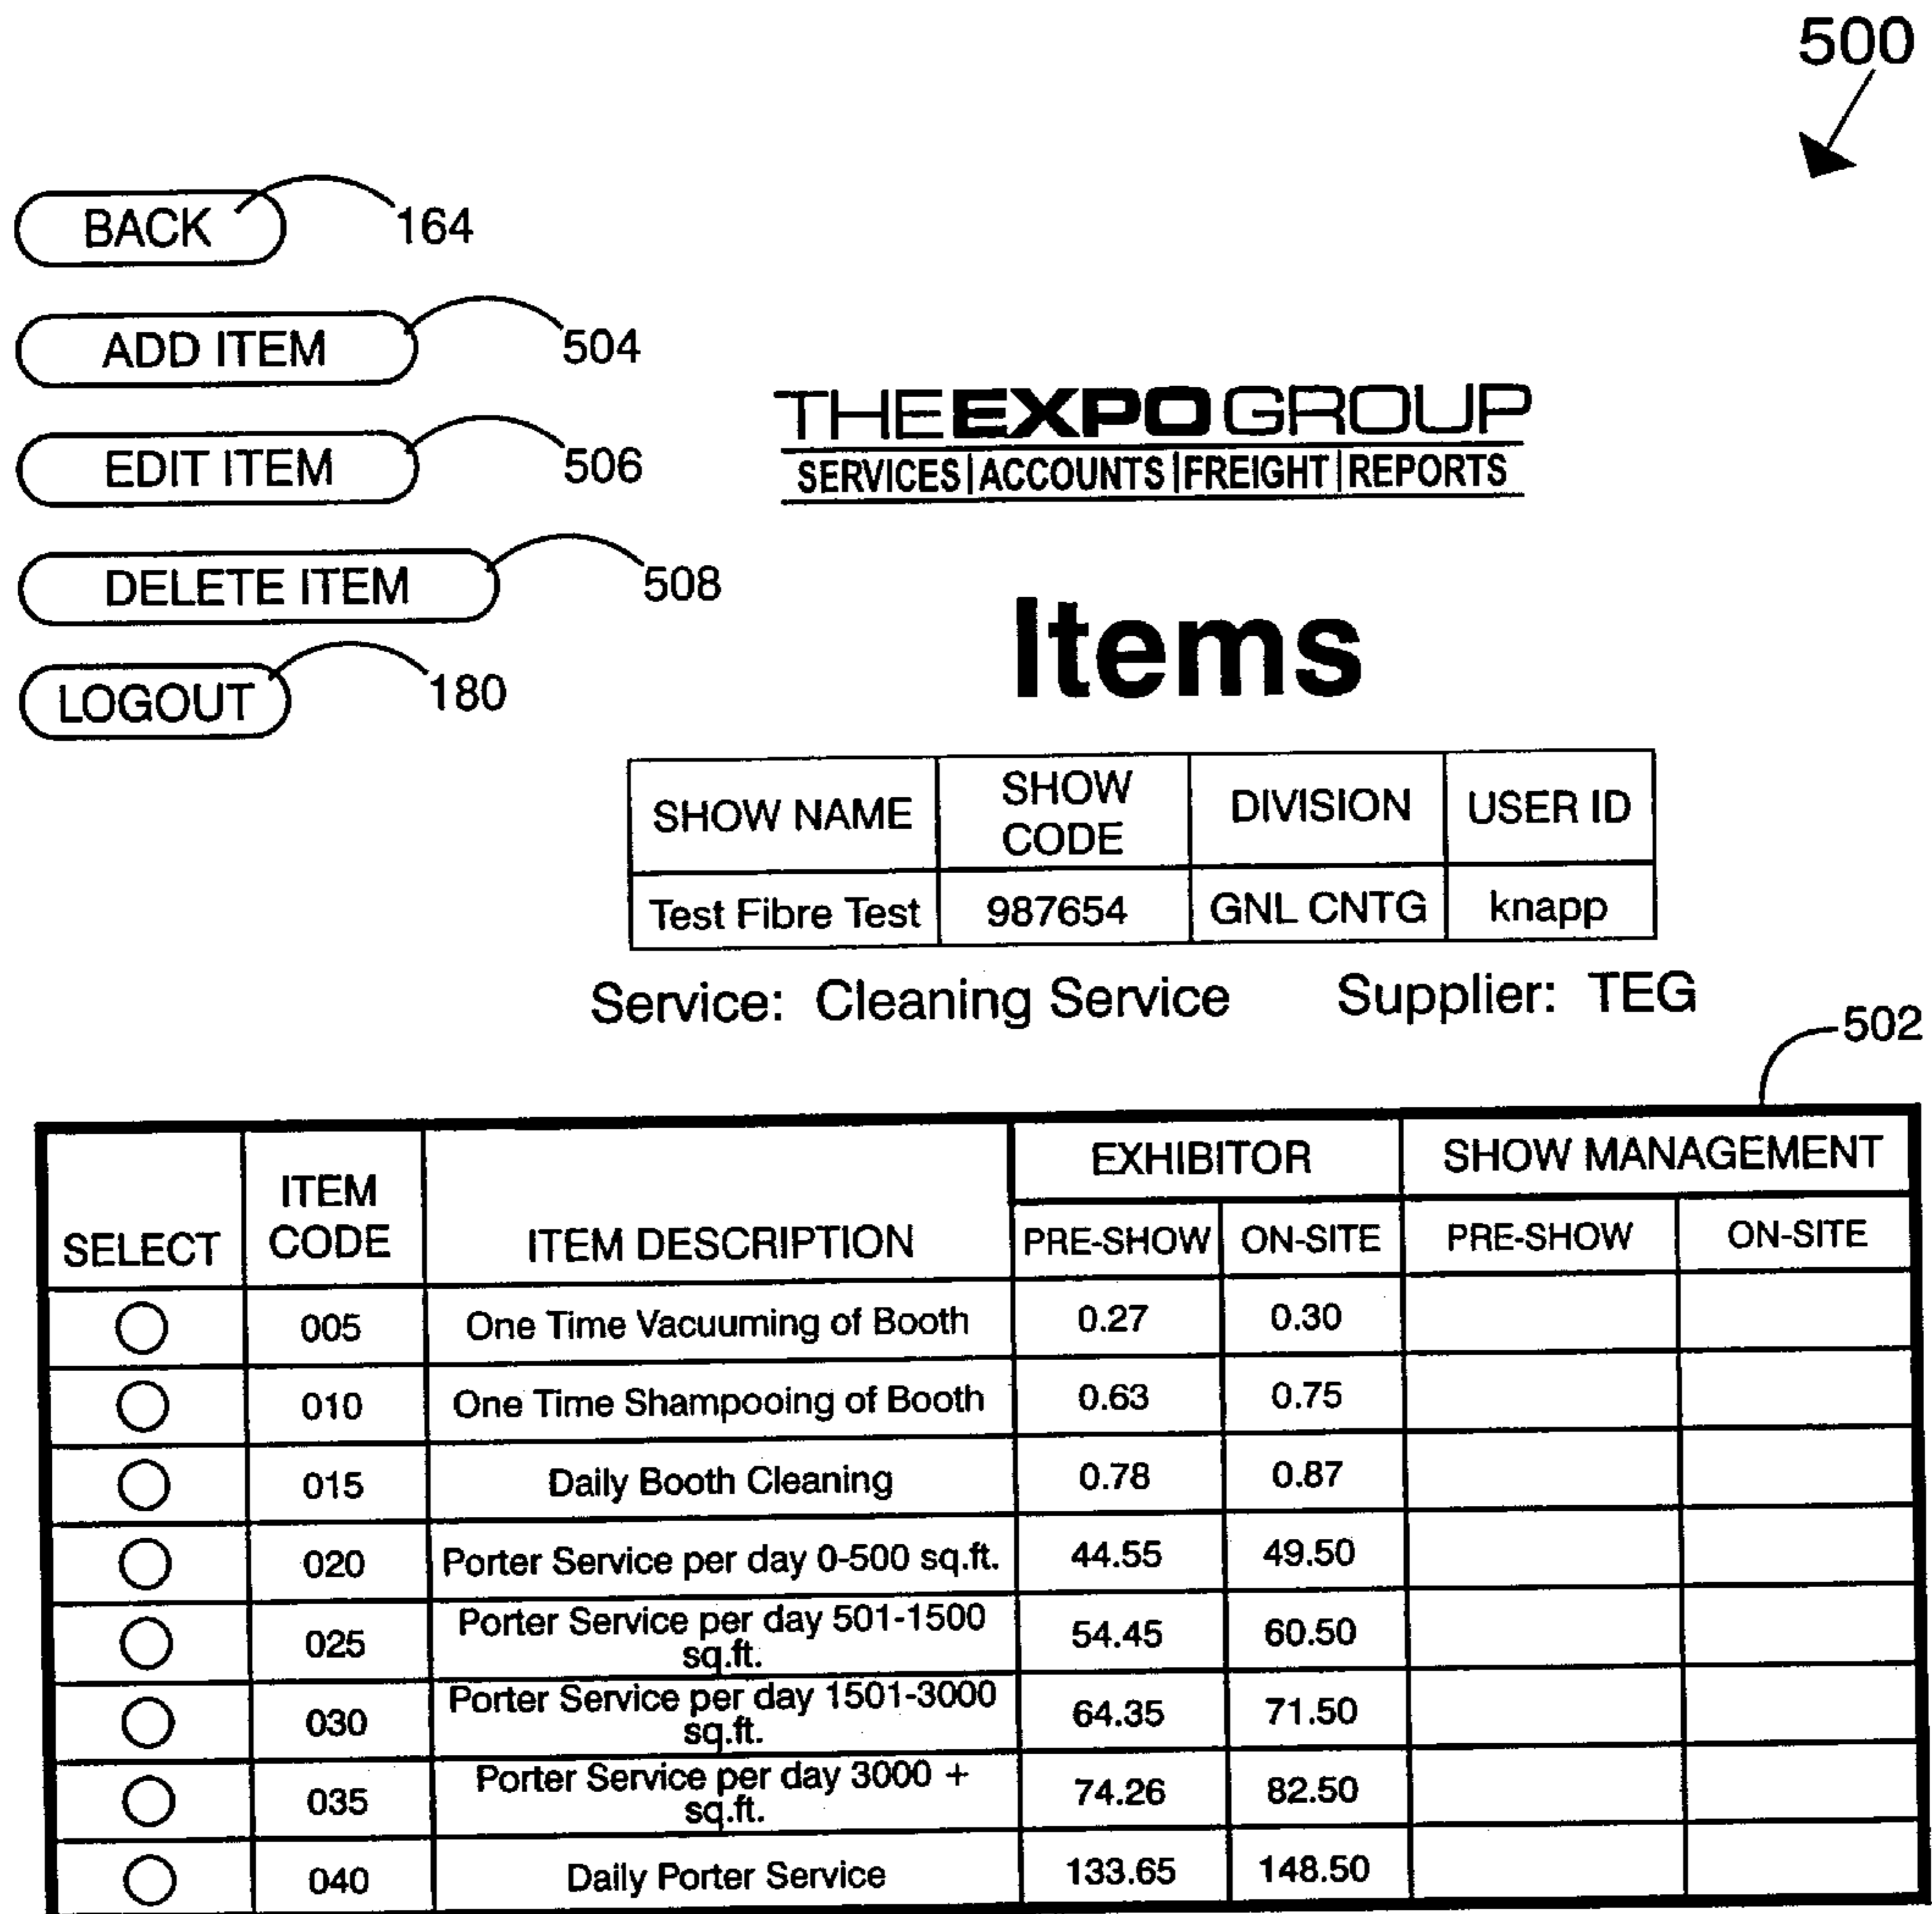 500
BACK 164
ADD ITEM 504
EDIT ITEM 506
DELETE ITEM 508
LOGOUT 180
THE EXPO GROUP
SERVICES|ACCOUNTS|FREIGHT|REPORTS
Items
SHOW NAME SHOW CODE DIVISION USER ID
Test Fibre Test 987654 GNL CNTG knapp
Service: Cleaning Service Supplier: TEG
502
EXHIBITOR SHOW MANAGEMENT
SELECT ITEM CODE ITEM DESCRIPTION PRE-SHOW ON-SITE PRE-SHOW ON-SITE
005 One Time Vacuuming of Booth 0.27 0.30
010 One Time Shampooing of Booth 0.63 0.75
015 Daily Booth Cleaning 0.78 0.87
020 Porter Service per day 0-500 sq.ft. 44.55 49.50
025 Porter Service per day 501-1500 sq.ft. 54.45 60.50
030 Porter Service per day 1501-3000 sq.ft. 64.35 71.50
035 Porter Service per day 3000 + sq.ft. 74.26 82.50
040 Daily Porter Service 133.65 148.50